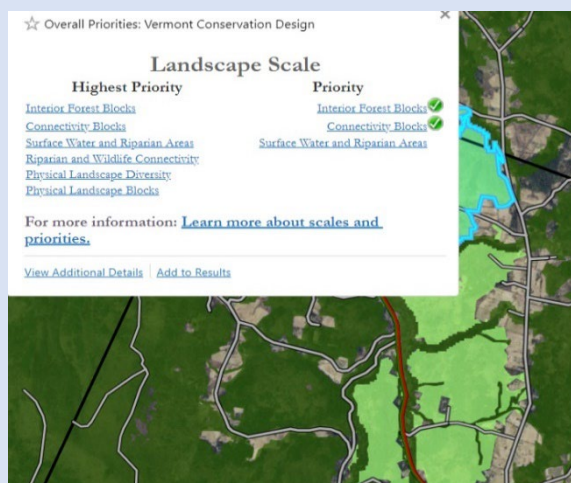 Overall Priorities: Vermont Conservation Design
Landscape Scale
Highest Priority
Interior Forest Blocks
Connectivity Blocks
Surface Water and Riparian Areas
Riparian and Wildlife Connectivity
Physical Landscape Diversity
Physical Landscape Blocks
Priority
Interior Forest Blocks
Connectivity Blocks
Surface Water and Riparian Areas
For more information: Learn more about scales and
priorities.
View Additional Details | Add to Results